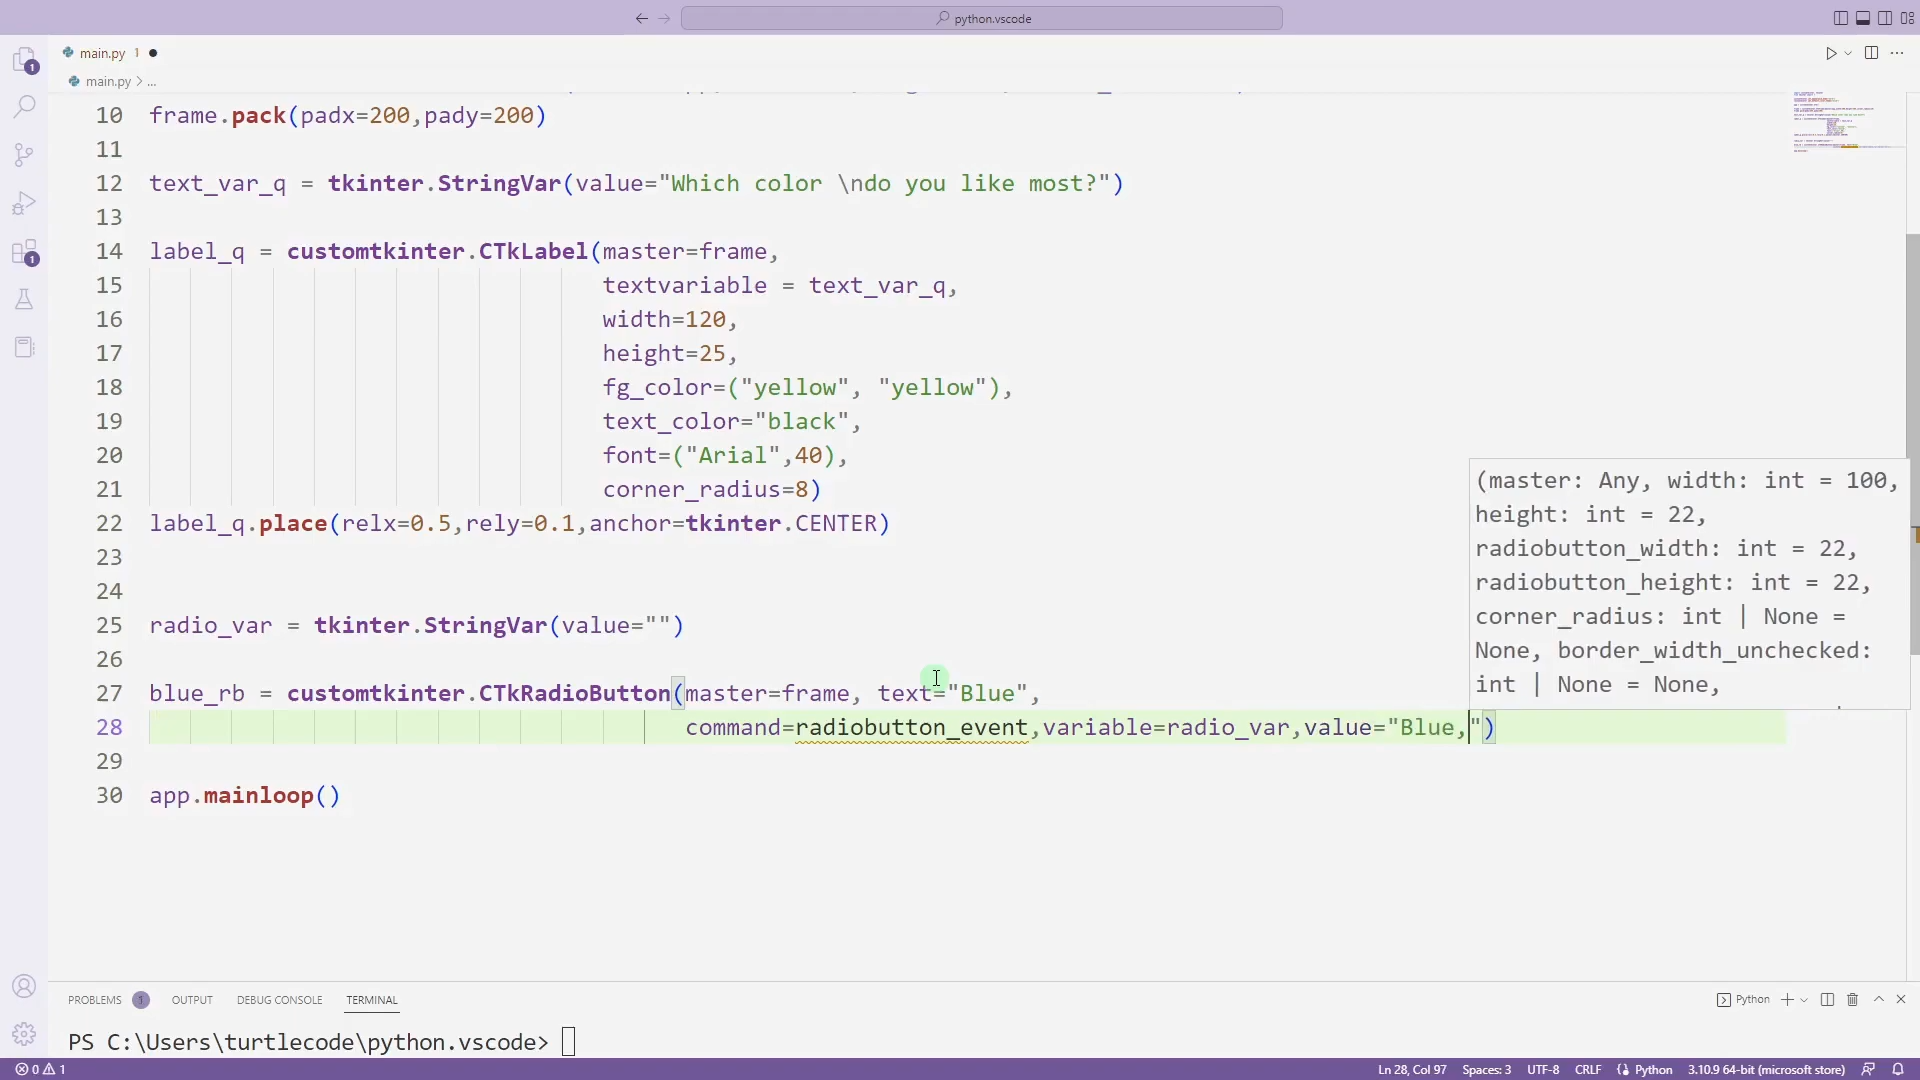 python.vscode
main.py 1
main.py > ...
10 frame.pack(padx=200,pady=200)
11
12 text_var_q = tkinter.StringVar(value="Which color \ndo you like most?")
13
14 label_q = customtkinter.CTkLabel(master=frame,
15 textvariable = text_var_q,
16 width=120,
17 height=25,
18 fg_color=("yellow", "yellow"),
19 text_color="black",
20 font=("Arial",40),
21 corner_radius=8)
22 label_q.place(relx=0.5,rely=0.1,anchor=tkinter.CENTER)
23
24
25 radio_var = tkinter.StringVar(value="")
26
27 blue_rb = customtkinter.CTkRadioButton(master=frame, text="Blue",
28 command=radiobutton_event,variable=radio_var,value="Blue,")
29
30 app.mainloop()
(master: Any, width: int = 100,
height: int = 22,
radiobutton_width: int = 22,
radiobutton_height: int = 22,
corner_radius: int | None =
None, border_width_unchecked:
int | None = None,
1
1
PROBLEMS 1 OUTPUT DEBUG CONSOLE TERMINAL
Python
PS C:\Users\turtlecode\python.vscode>
0 1
Ln 28, Col 97 Spaces: 3 UTF-8 CRLF Python 3.10.9 64-bit (microsoft store)